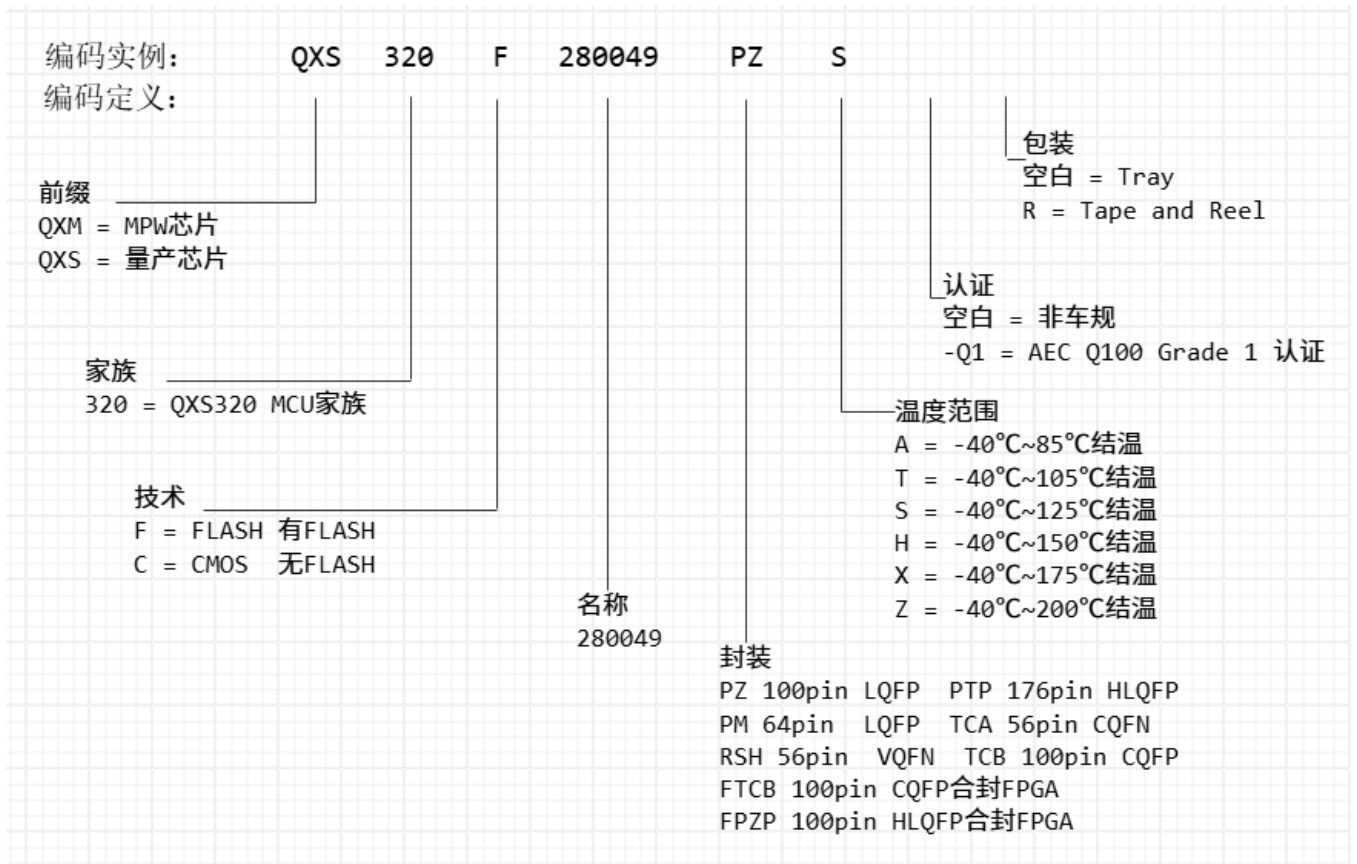 编码实例: QXS 320 F 280049 PZ S
编码定义:
包装
空白 = Tray
R = Tape and Reel
前缀
QXM = MPW芯片
QXS = 量产芯片
认证
空白 = 非车规
-Q1 = AEC Q100 Grade 1 认证
家族
320 = QXS320 MCU家族
温度范围
A = -40℃~85℃结温
T = -40℃~105℃结温
S = -40℃~125℃结温
H = -40℃~150℃结温
X = -40℃~175℃结温
Z = -40℃~200℃结温
技术
F = FLASH 有FLASH
C = CMOS 无FLASH
名称
280049
封装
PZ 100pin LQFP PTP 176pin HLQFP
PM 64pin LQFP TCA 56pin CQFN
RSH 56pin VQFN TCB 100pin CQFP
FTCB 100pin CQFP合封FPGA
FPZP 100pin HLQFP合封FPGA